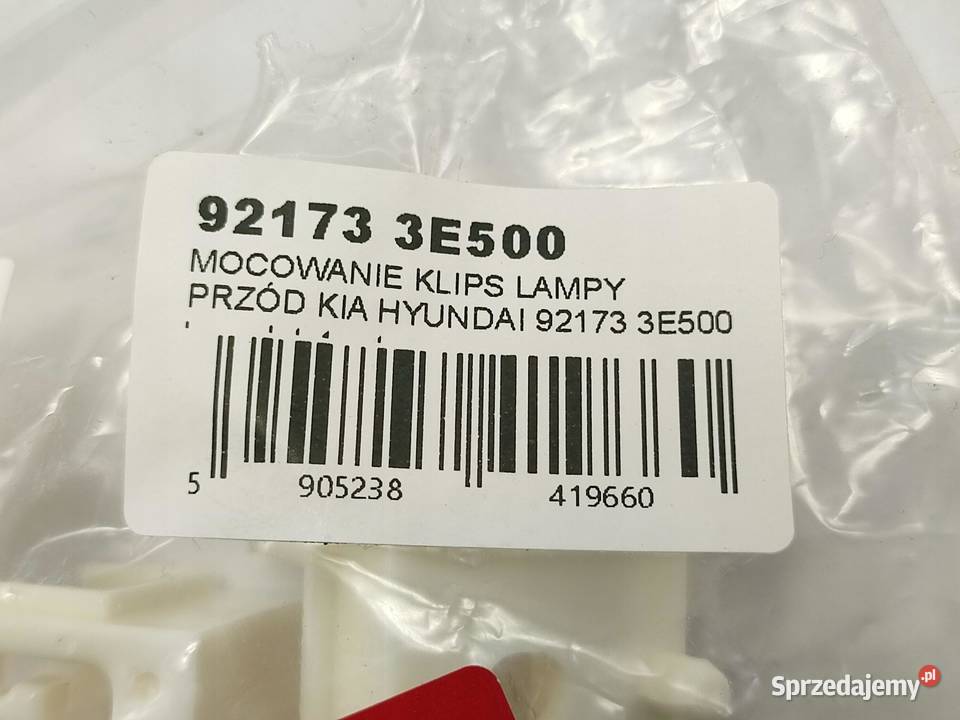 92173 3E500
MOCOWANIE KLIPS LAMPY
PRZÓD KIA HYUNDAI 92173 3E500
5 905238 419660
Sprzedajemy.pl